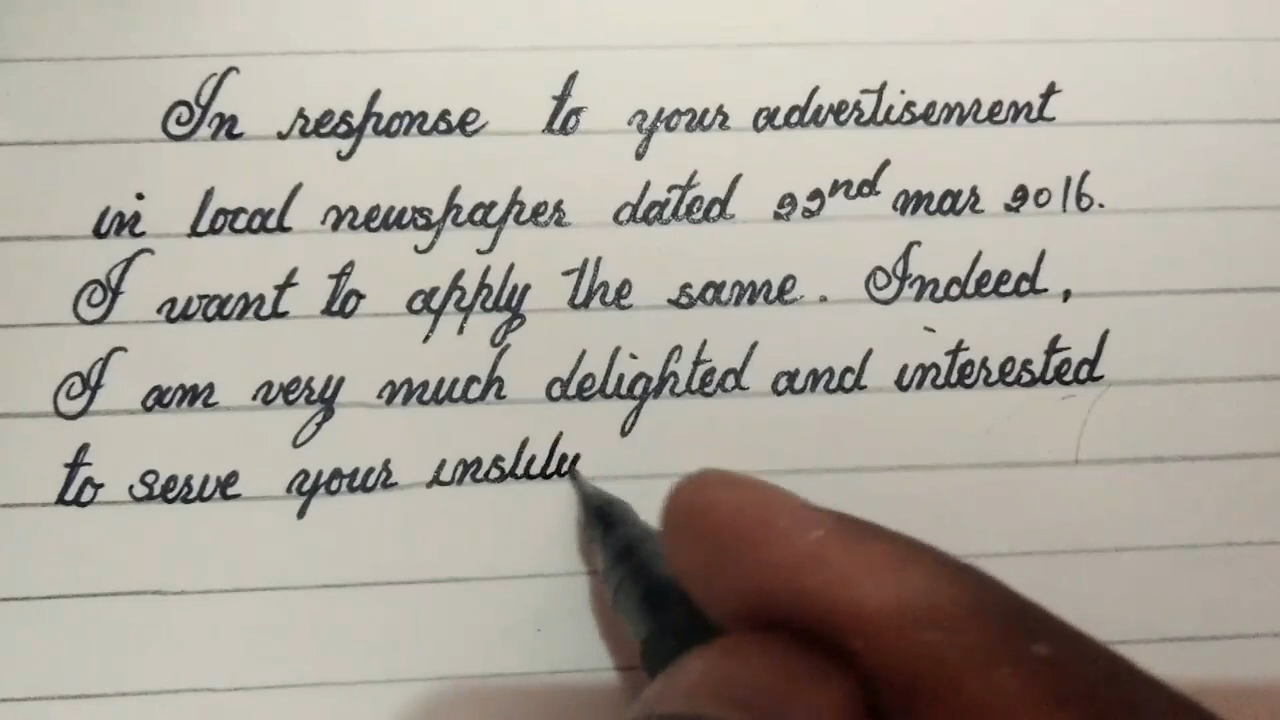 In response to your advertisement
in local newspaper dated 22nd mar 2016.
I want to apply the same. Indeed,
I am very much delighted and interested
to serve your